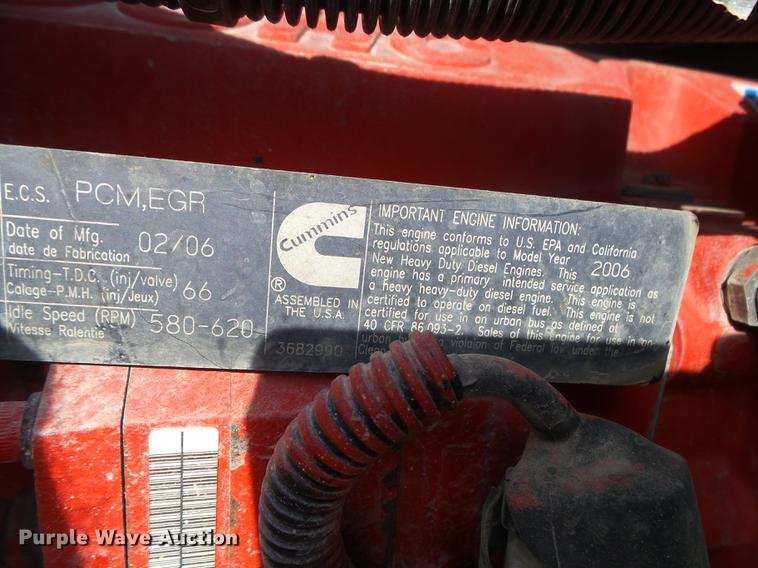 E.C.S. PCM,EGR
Date of Mfg. 02/06
date de Fabrication
Timing-T.D.C. (inj/valve) 66
Calage-P.M.H. (inj/Jeux)
Idle Speed (RPM) 580-620
Vitesse Ralentie
Cummins
®
ASSEMBLED IN
THE U.S.A.
3682990
IMPORTANT ENGINE INFORMATION:
This engine conforms to U.S. EPA and California
regulations applicable to Model Year 2006
New Heavy Duty Diesel Engines. This
engine has a primary intended service application as
a heavy heavy-duty diesel engine. This engine is
certified to operate on diesel fuel. This engine is not
certified for use in an urban bus as defined at
40 CFR 86.093-2. Sales of this engine for use in an
urban violaion of Federal law under the
Clean
Purple Wave Auction